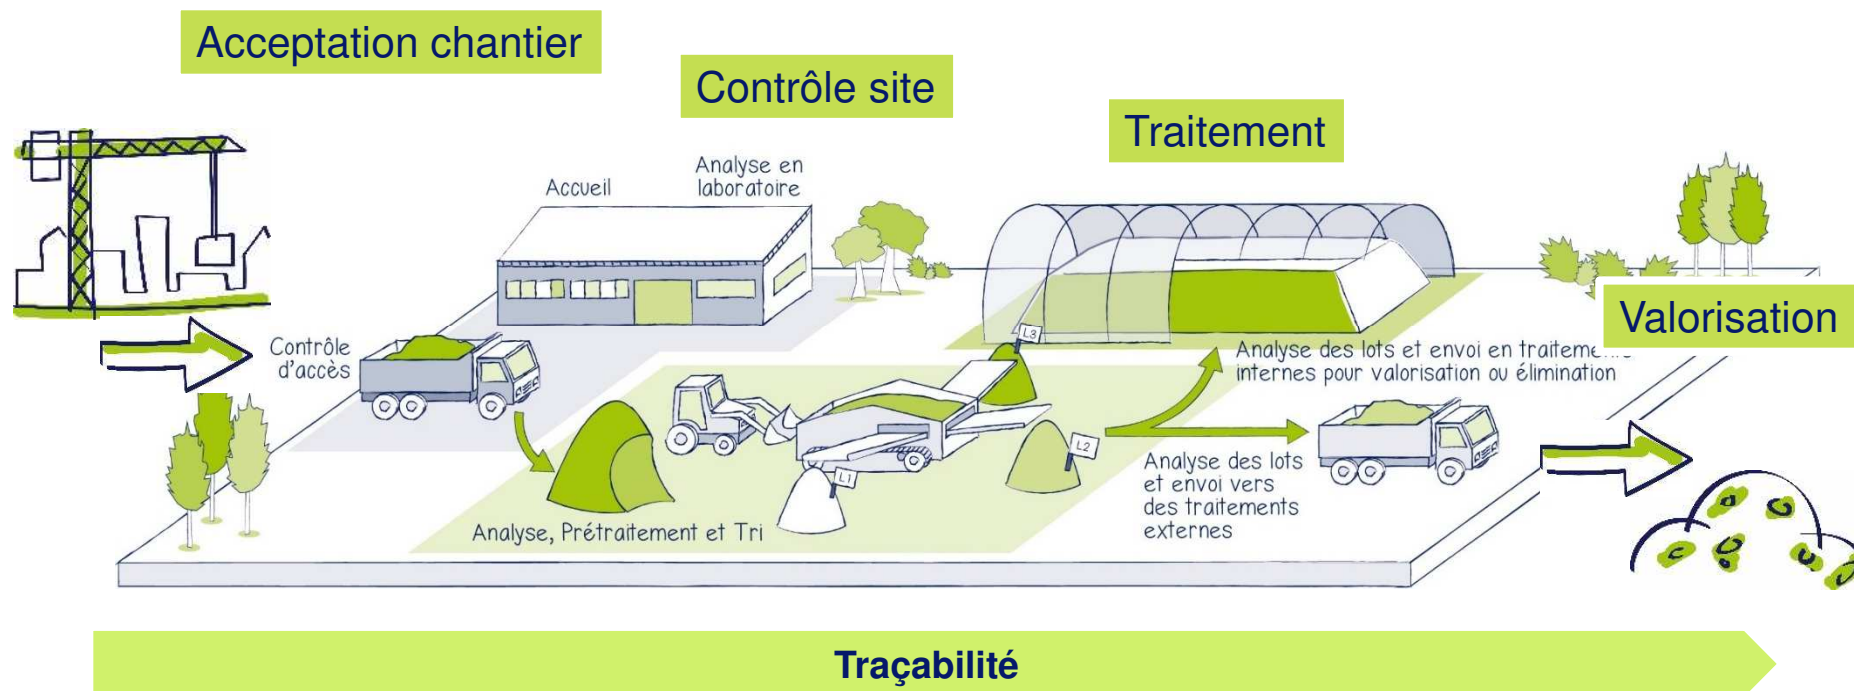 Acceptation chantier
Contrôle site
Traitement
Analyse en
laboratoire
Accueil
Valorisation
Contrôle
d'accès
L3
Analyse des lots et envoi en traitements
internes pour valorisation ou élimination
L2
L1
Analyse des lots
et envoi vers
des traitements
externes
Analyse, Prétraitement et Tri
Traçabilité